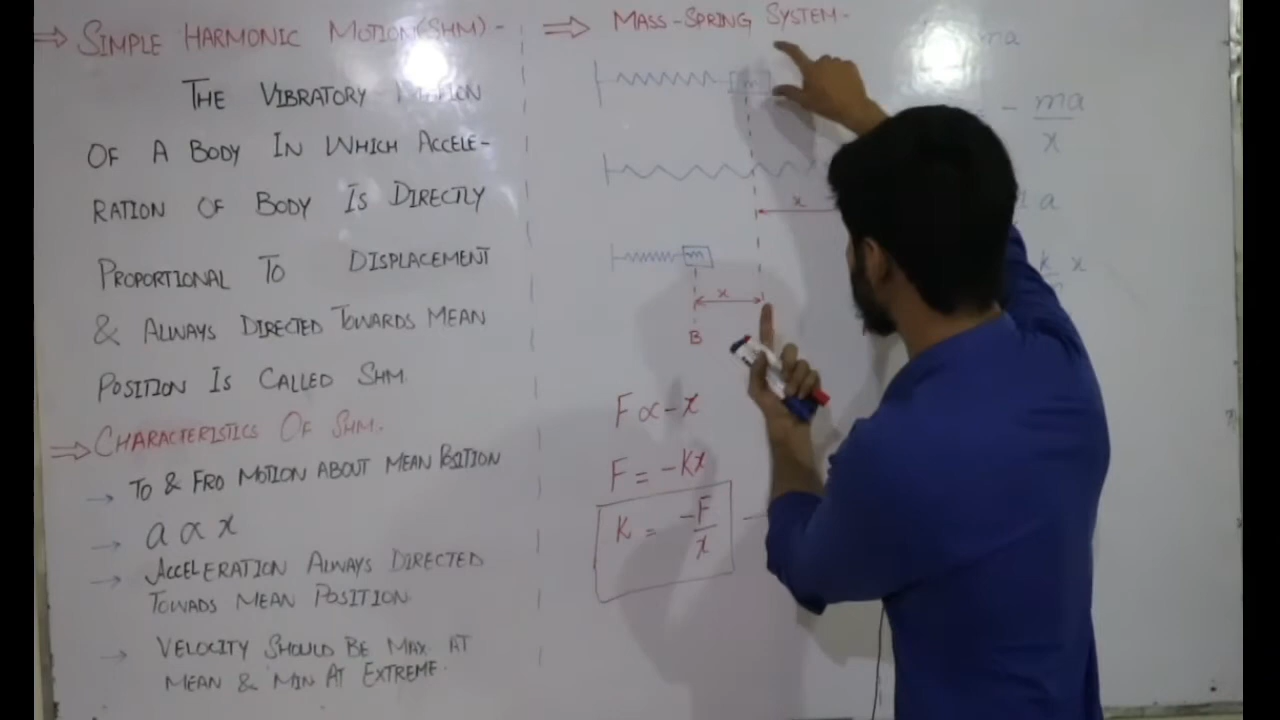 ⇒ SIMPLE HARMONIC MOTION(SHM) -
THE VIBRATORY
OF A BODY IN WHICH ACCELE-
RATION OF BODY IS DIRECTLY
PROPORTIONAL TO DISPLACEMENT
& ALWAYS DIRECTED TOWARDS MEAN
POSITION IS CALLED SHM
⇒ CHARACTERISTICS OF SHM.
→ TO & FRO MOTION ABOUT MEAN POSITION
→ a ∝ x
→ ACCELERATION ALWAYS DIRECTED
TOWADS MEAN POSITION
→ VELOCITY SHOULD BE MAX. AT
MEAN & MIN AT EXTREME.
⇒ MASS-SPRING SYSTEM-
m
x
m
x
B
F ∝ - x
F = -Kx
K = -F/x
ma
- ma/x
a
x